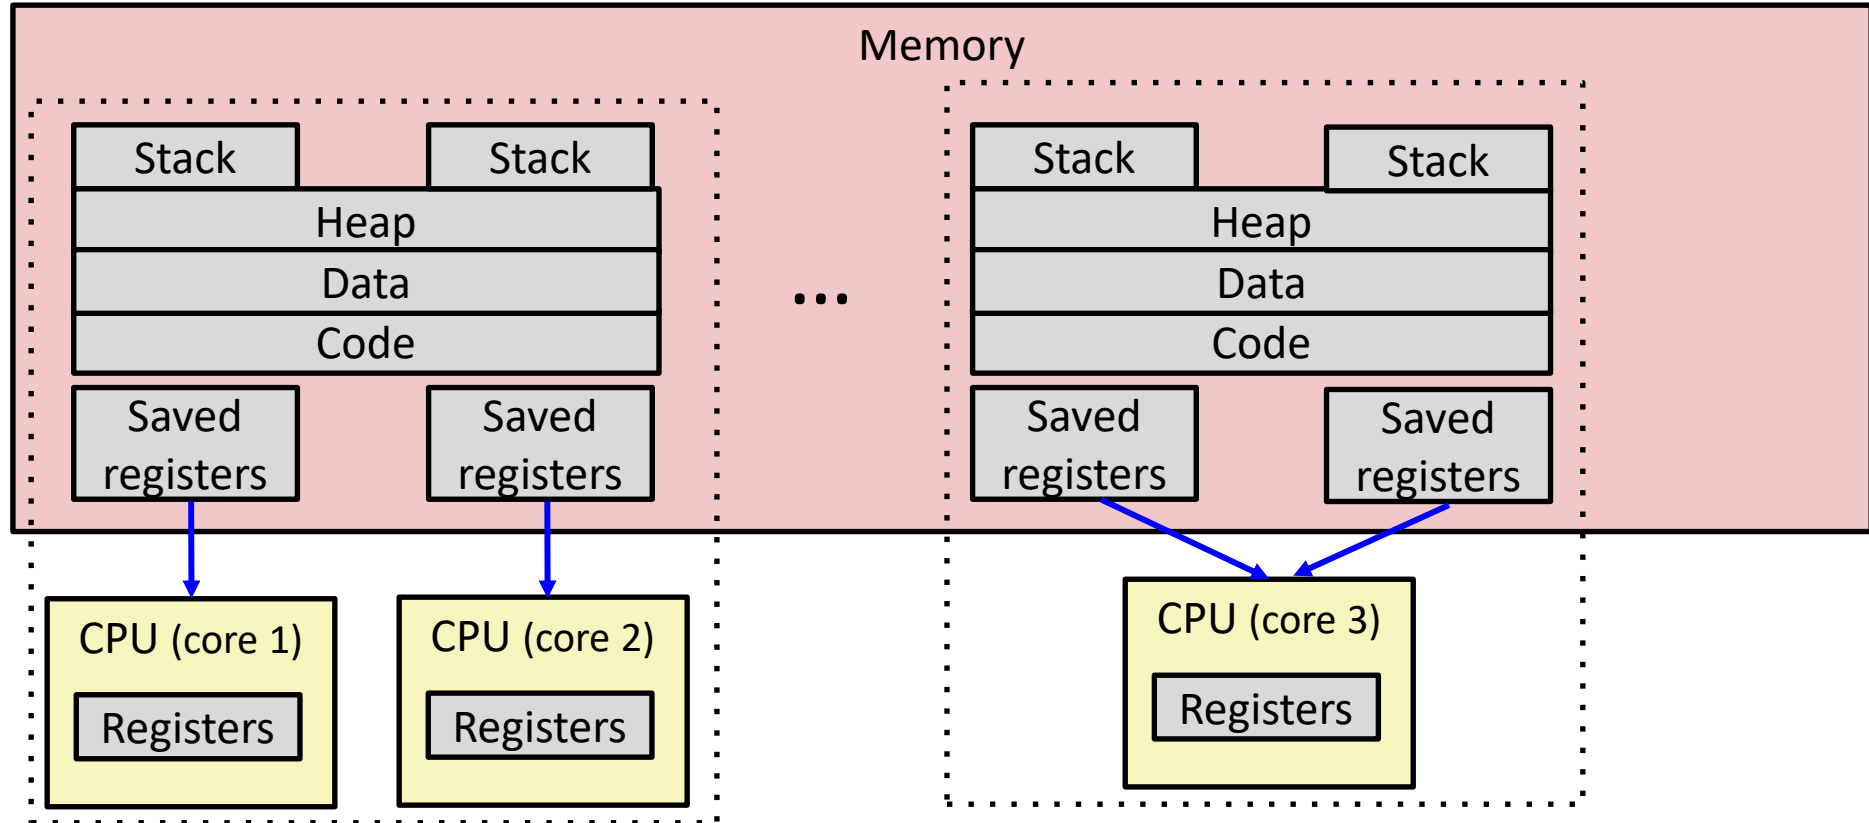 Memory
Stack
Stack
Heap
Data
Code
Saved
registers
Saved
registers
CPU (core 1)
Registers
CPU (core 2)
Registers
...
Stack
Stack
Heap
Data
Code
Saved
registers
Saved
registers
CPU (core 3)
Registers